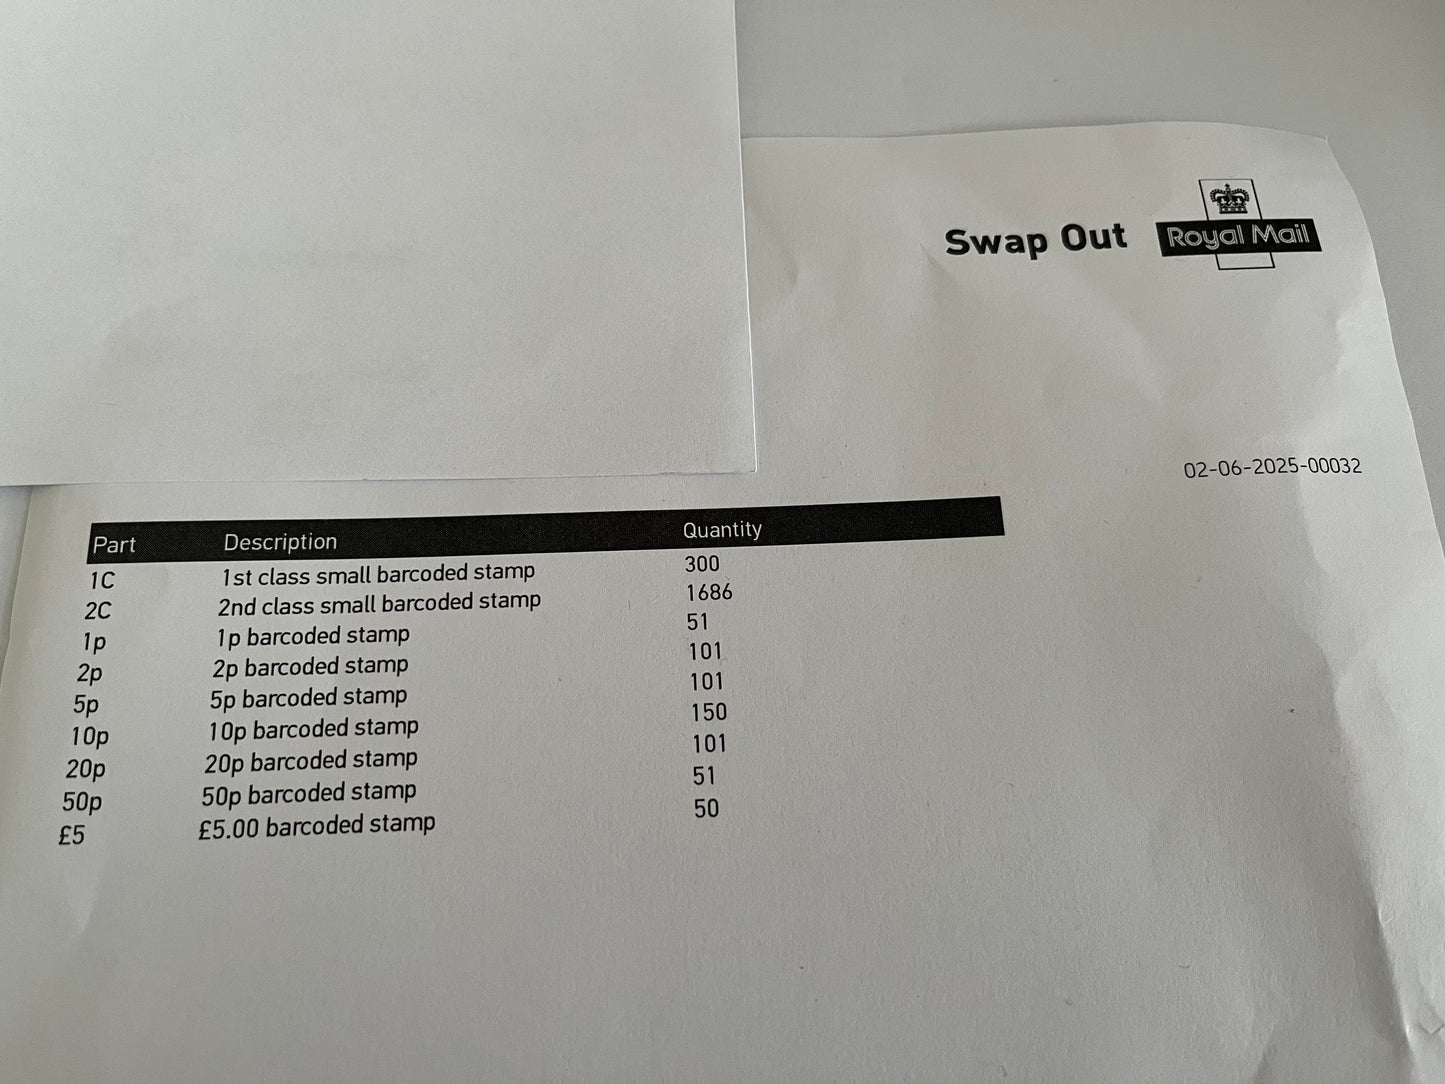 Swap Out Royal Mail
02-06-2025-00032
Part Description Quantity
1C 1st class small barcoded stamp 300
2C 2nd class small barcoded stamp 1686
1p 1p barcoded stamp 51
2p 2p barcoded stamp 101
5p 5p barcoded stamp 101
10p 10p barcoded stamp 150
20p 20p barcoded stamp 101
50p 50p barcoded stamp 51
£5 £5.00 barcoded stamp 50